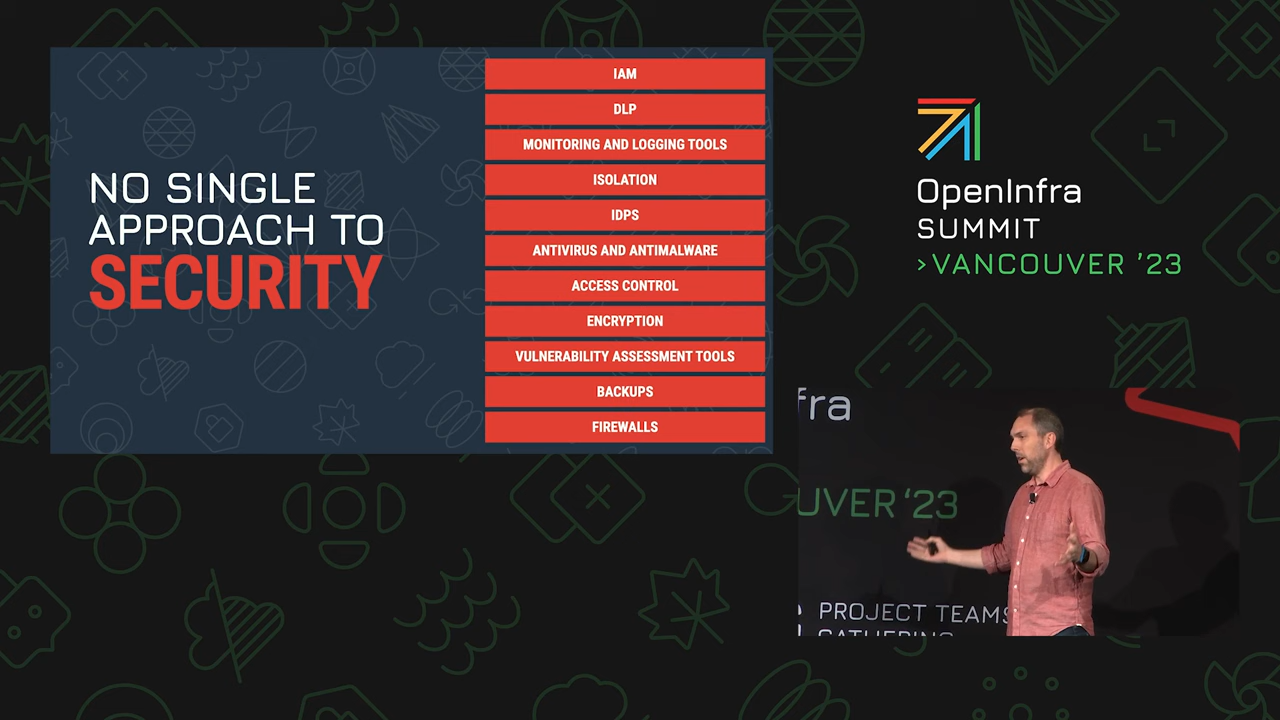 NO SINGLE
APPROACH TO
SECURITY
IAM
DLP
MONITORING AND LOGGING TOOLS
ISOLATION
IDPS
ANTIVIRUS AND ANTIMALWARE
ACCESS CONTROL
ENCRYPTION
VULNERABILITY ASSESSMENT TOOLS
BACKUPS
FIREWALLS
OpenInfra
SUMMIT
>VANCOUVER ’23
fra
UVER ‘23
PROJECT TEAMS
GATHERING